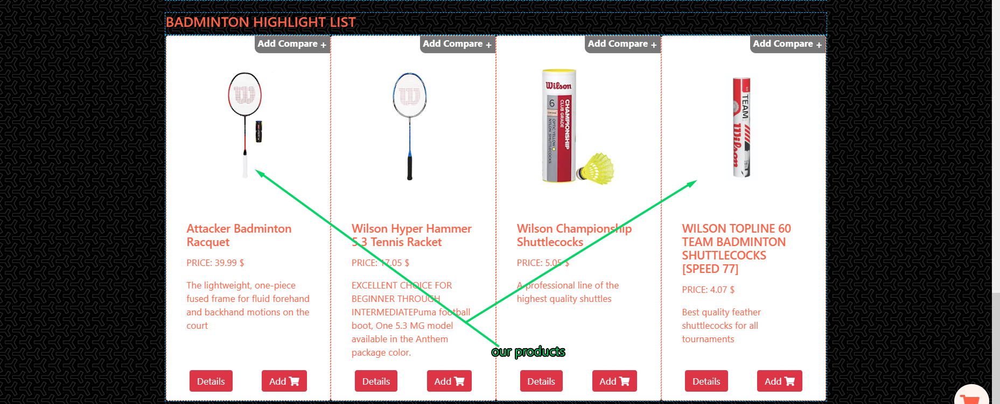 BADMINTON HIGHLIGHT LIST
Add Compare +
Add Compare +
Add Compare +
Add Compare +
Wilson
6
CHAMPIONSHIP
CLUB GRADE
OPTIC YELLOW
NYLON SHUTTLECOCKS
TEAM
Wilson
Attacker Badminton
Racquet
PRICE: 39.99 $
The lightweight, one-piece
fused frame for fluid forehand
and backhand motions on the
court
Details
Add
Wilson Hyper Hammer
5.3 Tennis Racket
PRICE: 17.05 $
EXCELLENT CHOICE FOR
BEGINNER THROUGH
INTERMEDIATEPuma football
boot, One 5.3 MG model
available in the Anthem
package color.
Details
Add
Wilson Championship
Shuttlecocks
PRICE: 5.05 $
A professional line of the
highest quality shuttles
Details
Add
WILSON TOPLINE 60
TEAM BADMINTON
SHUTTLECOCKS
[SPEED 77]
PRICE: 4.07 $
Best quality feather
shuttlecocks for all
tournaments
Details
Add
our products